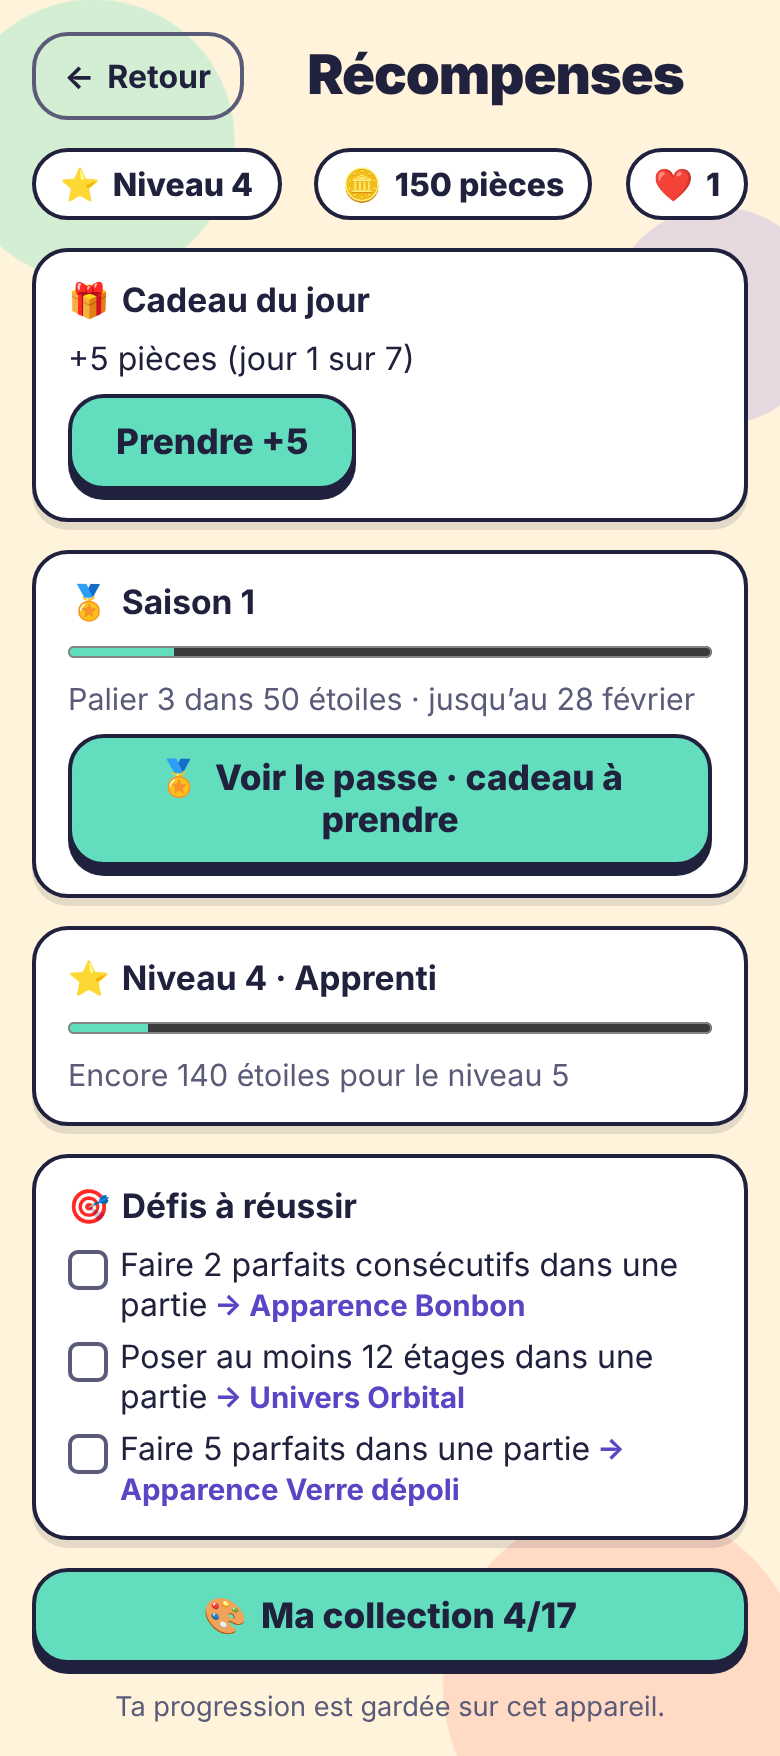 ← Retour
Récompenses
Niveau 4
150 pièces
1
Cadeau du jour
+5 pièces (jour 1 sur 7)
Prendre +5
Saison 1
Palier 3 dans 50 étoiles · jusqu’au 28 février
Voir le passe · cadeau à
prendre
Niveau 4 · Apprenti
Encore 140 étoiles pour le niveau 5
Défis à réussir
Faire 2 parfaits consécutifs dans une
partie → Apparence Bonbon
Poser au moins 12 étages dans une
partie → Univers Orbital
Faire 5 parfaits dans une partie →
Apparence Verre dépoli
Ma collection 4/17
Ta progression est gardée sur cet appareil.